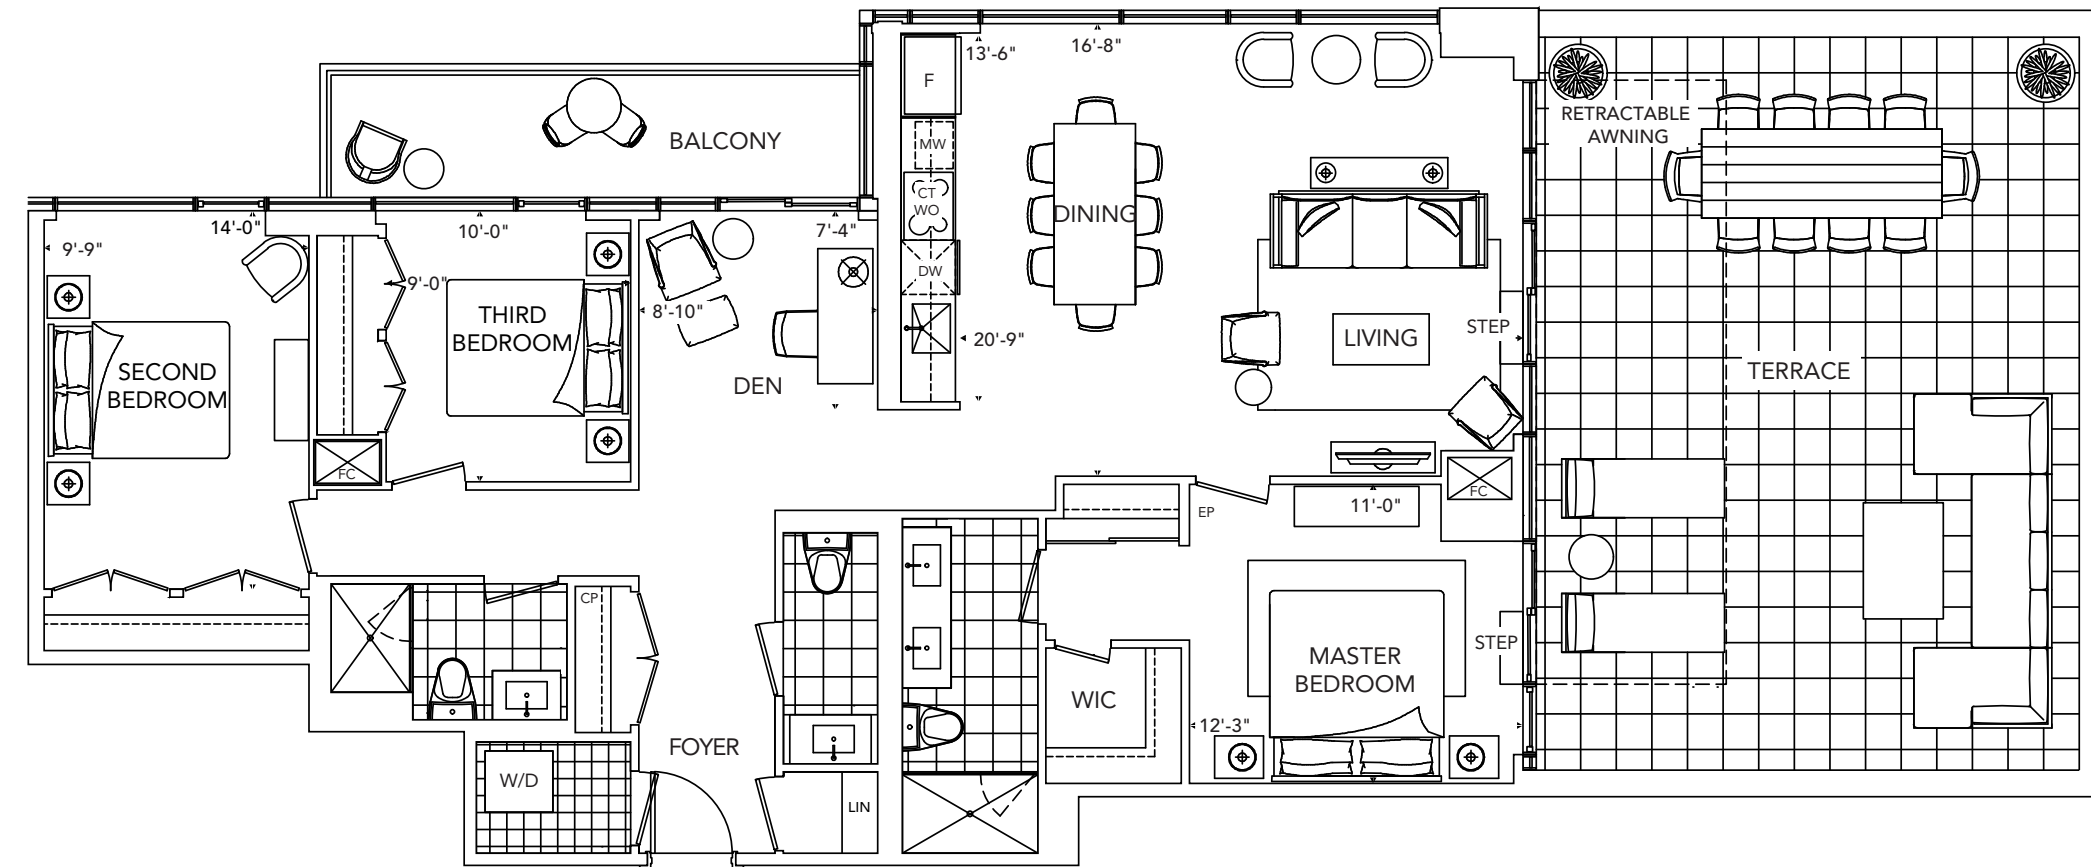 13'-6"
16'-8"
F
RETRACTABLE
AWNING
BALCONY
MW
CT
WO
DINING
14'-0"
10'-0"
7'-4"
9'-9"
DW
9'-0"
8'-10"
THIRD
BEDROOM
STEP
20'-9"
LIVING
SECOND
BEDROOM
DEN
TERRACE
FC
FC
11'-0"
EP
CP
STEP
MASTER
BEDROOM
WIC
12'-3"
FOYER
W/D
LIN